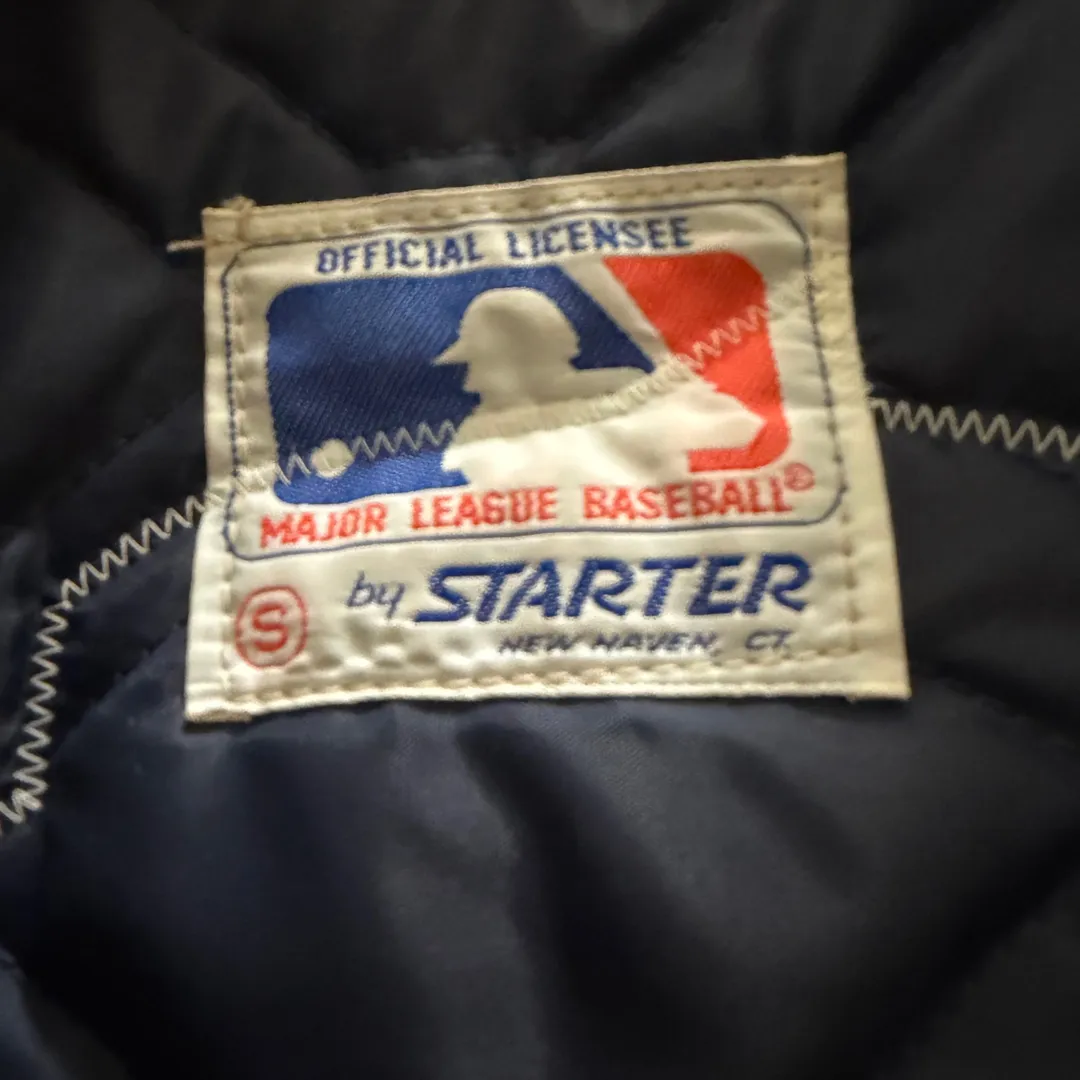 OFFICIAL LICENSEE
MAJOR LEAGUE BASEBALL®
S
by STARTER
NEW HAVEN, CT.